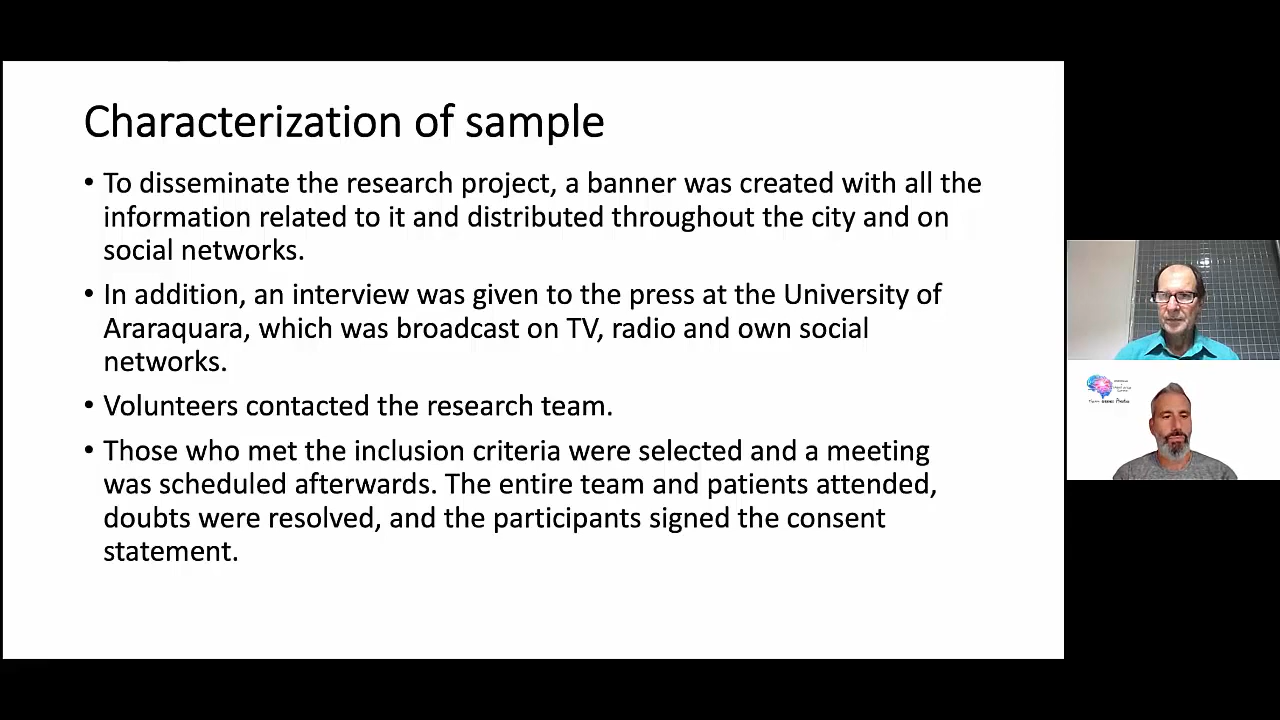 Characterization of sample
• To disseminate the research project, a banner was created with all the
information related to it and distributed throughout the city and on
social networks.
• In addition, an interview was given to the press at the University of
Araraquara, which was broadcast on TV, radio and own social
networks.
• Volunteers contacted the research team.
• Those who met the inclusion criteria were selected and a meeting
was scheduled afterwards. The entire team and patients attended,
doubts were resolved, and the participants signed the consent
statement.